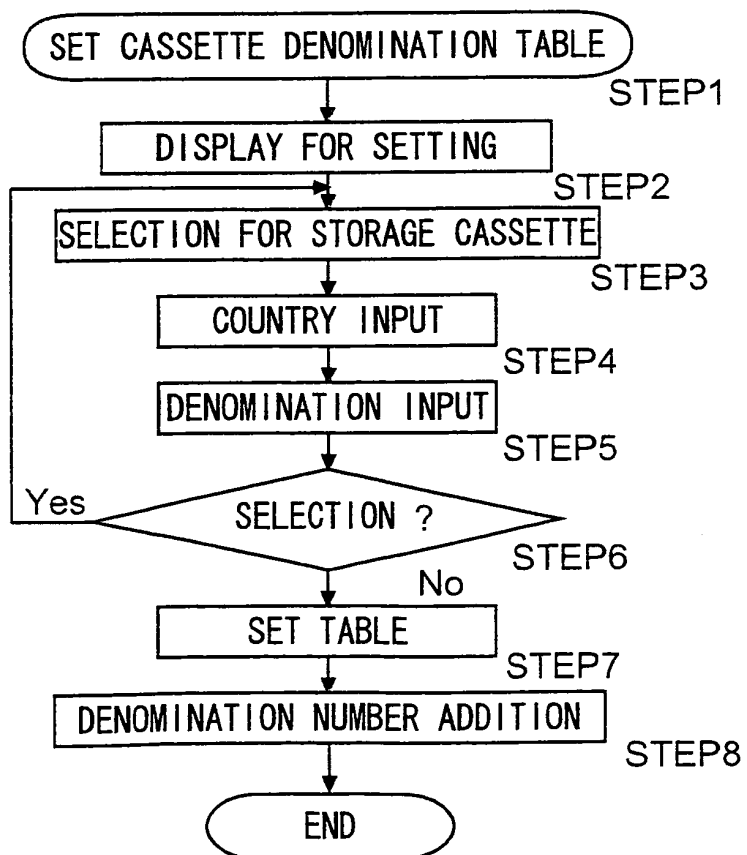 SET CASSETTE DENOMINATION TABLE
STEP1
DISPLAY FOR SETTING
STEP2
SELECTION FOR STORAGE CASSETTE
STEP3
COUNTRY INPUT
STEP4
DENOMINATION INPUT
STEP5
Yes
SELECTION ?
STEP6
No
SET TABLE
STEP7
DENOMINATION NUMBER ADDITION
STEP8
END